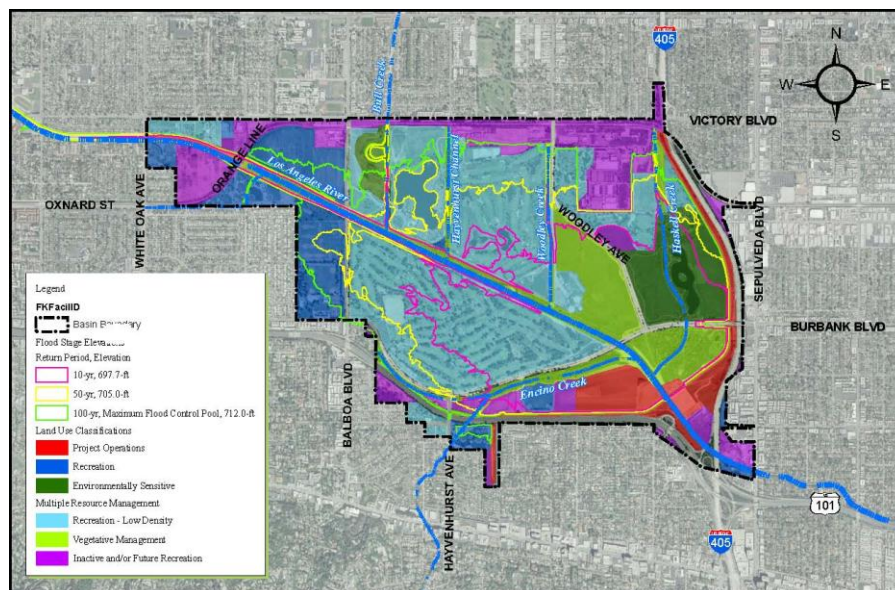 405
N
W E
S
VICTORY BLVD
Bull Creek
ORANGE LINE
Los Angeles River
Hayvenhurst Channel
Woodley Creek
WOODLEY AVE
Haskell Creek
OXNARD ST
WHITE OAK AVE
SEPULVEDA BLVD
BURBANK BLVD
BALBOA BLVD
Encino Creek
HAYVENHURST AVE
101
405
Legend
FKFacilID
Basin Boundary
Return Period, Elevation
10-yr, 697.7-ft
50-yr, 705.0-ft
100-yr, Maximum Flood Control Pool, 712.0-ft
Land Use Classifications
Project Operations
Recreation
Environmentally Sensitive
Multiple Resource Management
Recreation - Low Density
Vegetative Management
Inactive and/or Future Recreation